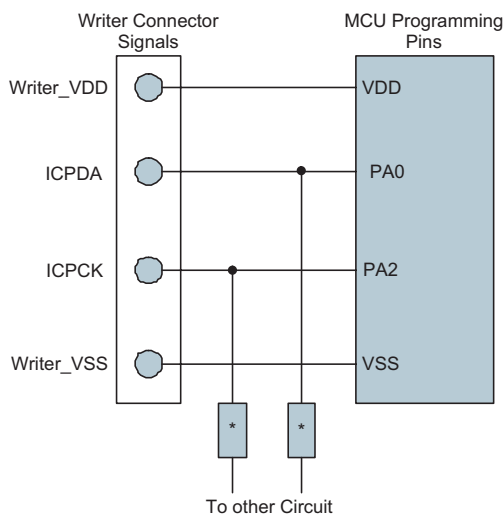 Writer Connector
Signals
MCU Programming
Pins
Writer_VDD
VDD
ICPDA
PA0
ICPCK
PA2
Writer_VSS
VSS
*
*
To other Circuit